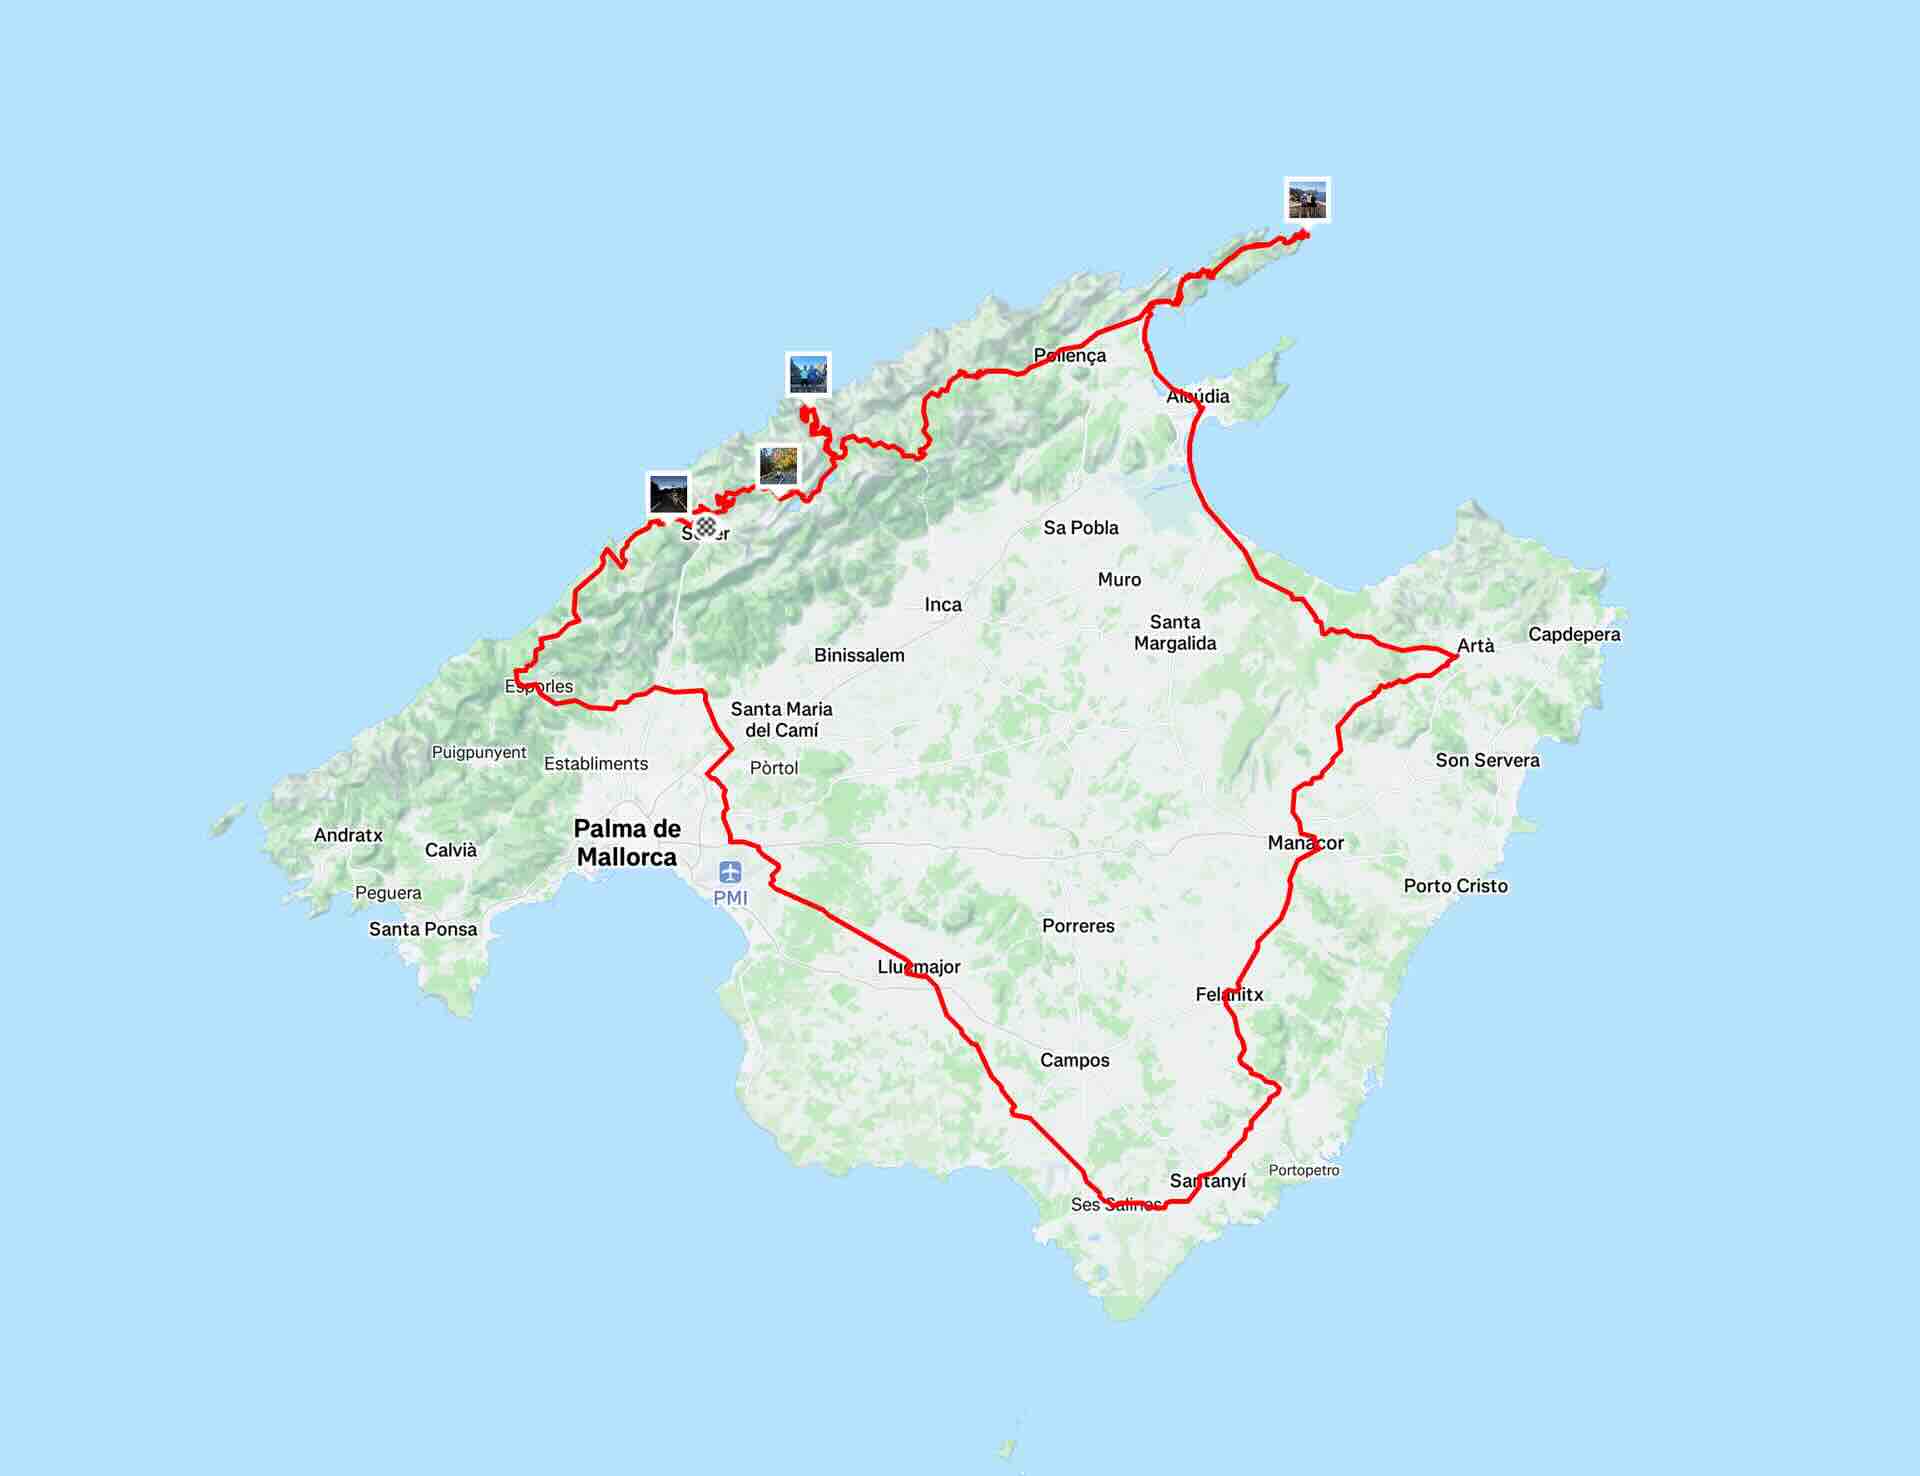 Pollença
Alcúdia
Sóller
Sa Pobla
Muro
Inca
Santa
Margalida
Artà
Capdepera
Binissalem
Esporles
Santa Maria
del Camí
Puigpunyent
Establiments
Pòrtol
Son Servera
Andratx
Palma de
Mallorca
Calvià
Manacor
Peguera
PMI
Porto Cristo
Santa Ponsa
Porreres
Llucmajor
Felanitx
Campos
Portopetro
Santanyí
Ses Salines